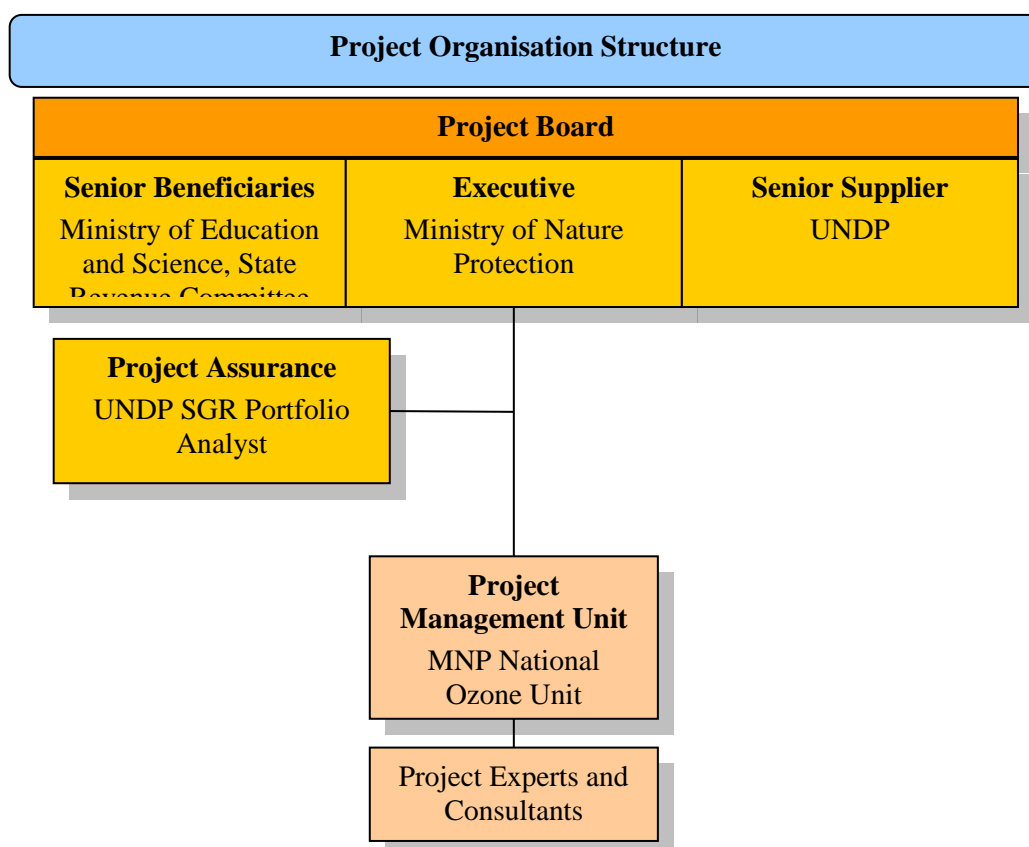 Project Organisation Structure
Project Board
Senior Beneficiaries
Ministry of Education
and Science, State
Revenue Committee
Executive
Ministry of Nature
Protection
Senior Supplier
UNDP
Project Assurance
UNDP SGR Portfolio
Analyst
Project
Management Unit
MNP National
Ozone Unit
Project Experts and
Consultants